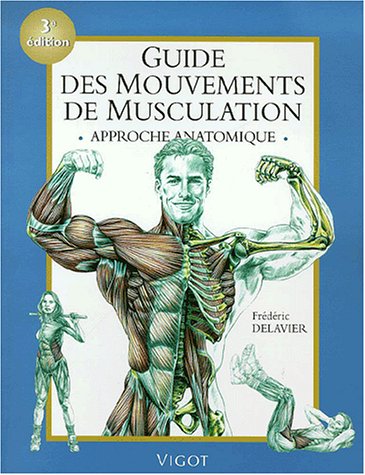 3e
édition
GUIDE
DES MOUVEMENTS
DE MUSCULATION
• APPROCHE ANATOMIQUE •
Frédéric
DELAVIER
VIGOT